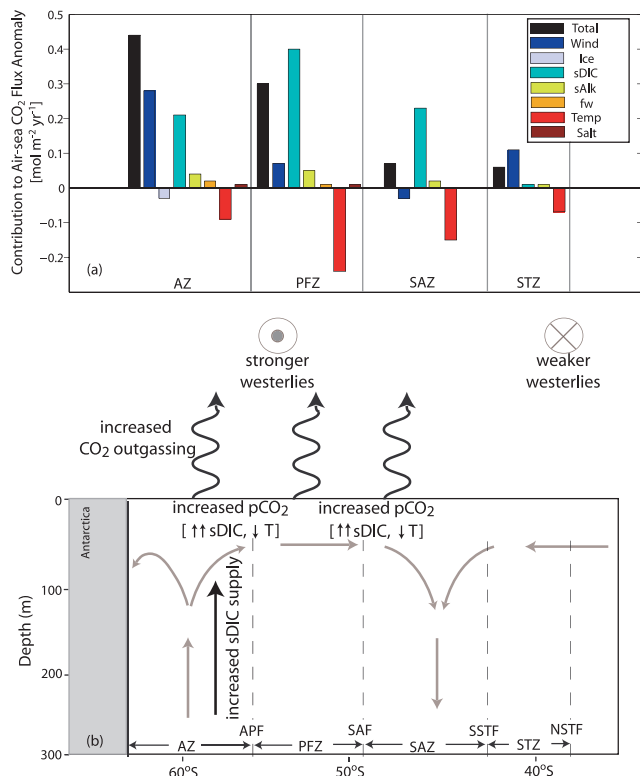 Contribution to Air-sea CO₂ Flux Anomaly
[mol m⁻² yr⁻¹]
0.5
0.4
0.3
0.2
0.1
0
−0.1
−0.2
Total
Wind
Ice
sDIC
sAlk
fw
Temp
Salt
(a)
AZ
PFZ
SAZ
STZ
stronger
westerlies
weaker
westerlies
increased
CO₂ outgassing
Depth (m)
0
100
200
300
Antarctica
increased pCO₂
[ ↑↑ sDIC, ↓ T]
increased pCO₂
[↑↑ sDIC, ↓ T]
increased sDIC supply
APF
SAF
SSTF
NSTF
(b)
AZ
PFZ
SAZ
STZ
60°S
50°S
40°S